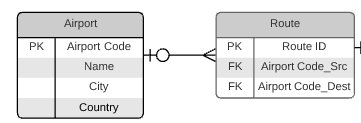 Airport
PK Airport Code
Name
City
Country
Route
PK Route ID
FK Airport Code_Src
FK Airport Code_Dest